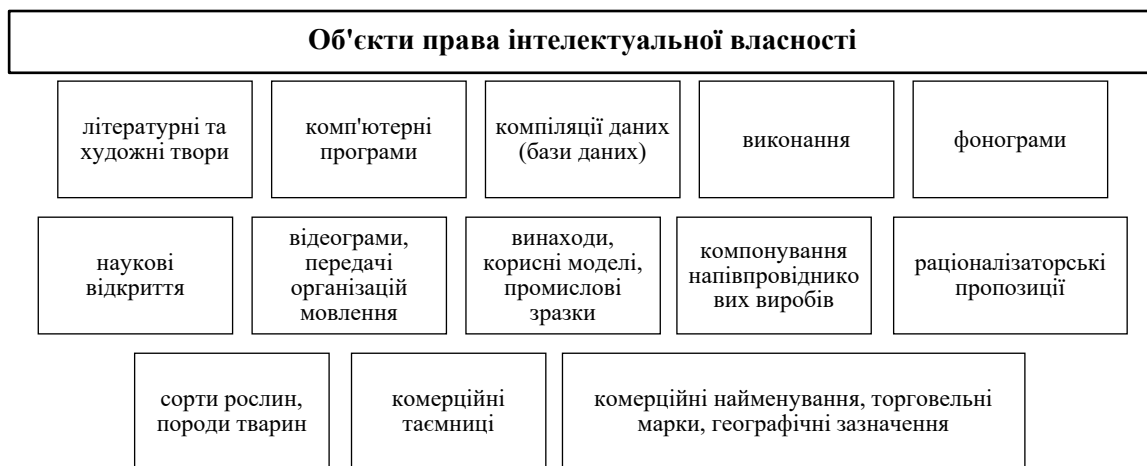 Об'єкти права інтелектуальної власності
літературні та
художні твори
комп'ютерні
програми
компіляції даних
(бази даних)
виконання
фонограми
наукові
відкриття
відеограми,
передачі
організацій
мовлення
винаходи,
корисні моделі,
промислові
зразки
компонування
напівпровіднико
вих виробів
раціоналізаторські
пропозиції
сорти рослин,
породи тварин
комерційні
таємниці
комерційні найменування, торговельні
марки, географічні зазначення